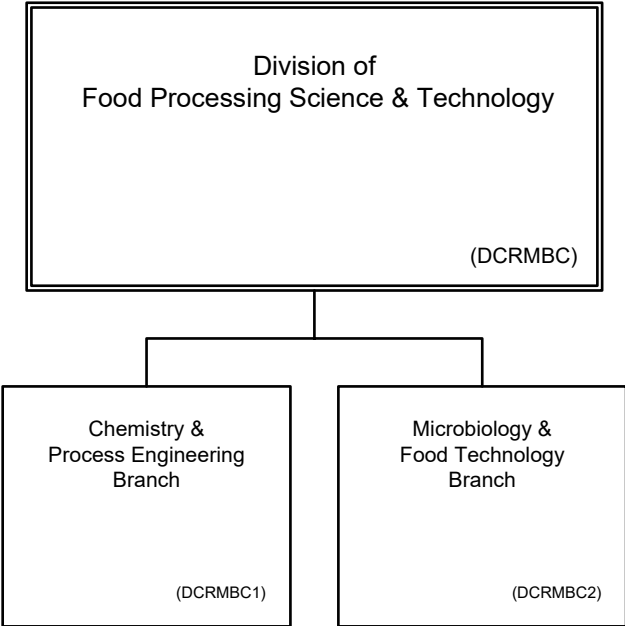 Division of
Food Processing Science & Technology
(DCRMBC)
Chemistry &
Process Engineering
Branch
(DCRMBC1)
Microbiology &
Food Technology
Branch
(DCRMBC2)